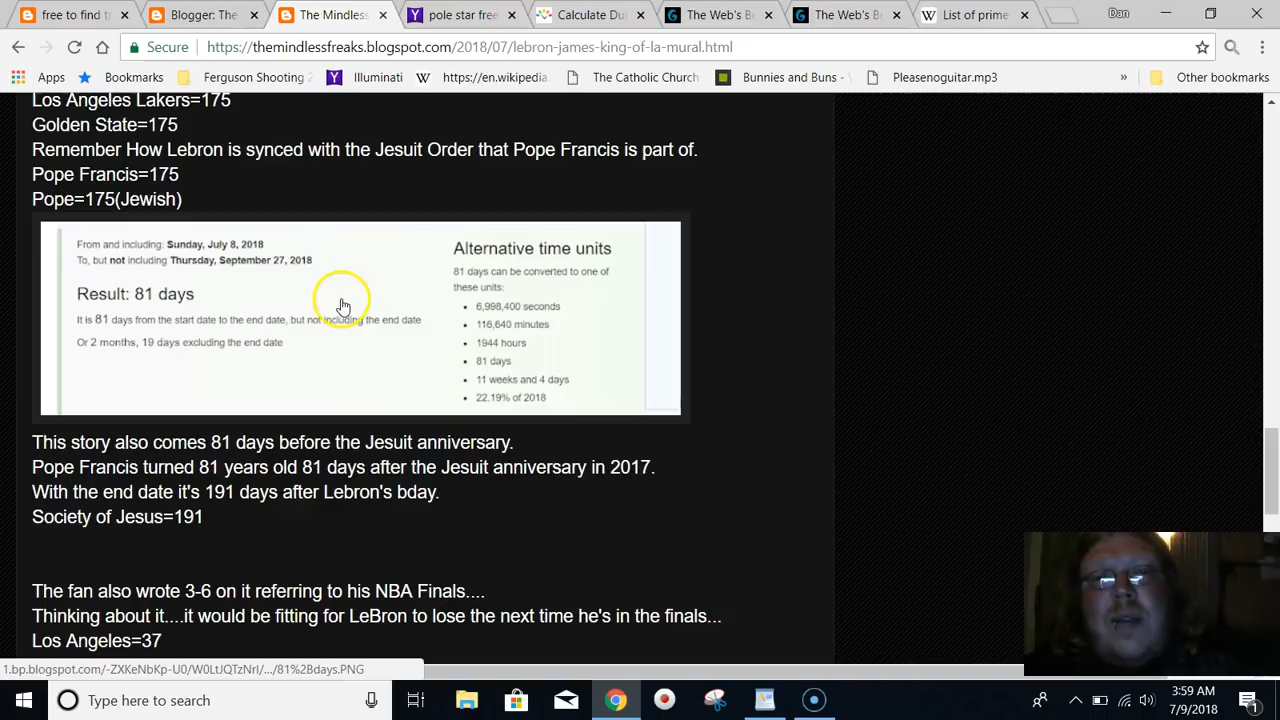 free to find t
Blogger: The
The Mindless
pole star free
Calculate Du
The Web's B
The Web's B
List of prime
Dan
Secure
https://themindlessfreaks.blogspot.com/2018/07/lebron-james-king-of-la-mural.html
Apps
Bookmarks
Ferguson Shooting 2
Illuminati
https://en.wikipedia.
The Catholic Church
Bunnies and Buns -
Pleasenoguitar.mp3
»
Other bookmarks
Los Angeles Lakers=175
Golden State=175
Remember How Lebron is synced with the Jesuit Order that Pope Francis is part of.
Pope Francis=175
Pope=175(Jewish)
From and including: Sunday, July 8, 2018
To, but not including Thursday, September 27, 2018
Result: 81 days
It is 81 days from the start date to the end date, but not including the end date
Or 2 months, 19 days excluding the end date
Alternative time units
81 days can be converted to one of
these units:
• 6,998,400 seconds
• 116,640 minutes
• 1944 hours
• 81 days
• 11 weeks and 4 days
• 22.19% of 2018
This story also comes 81 days before the Jesuit anniversary.
Pope Francis turned 81 years old 81 days after the Jesuit anniversary in 2017.
With the end date it's 191 days after Lebron's bday.
Society of Jesus=191
The fan also wrote 3-6 on it referring to his NBA Finals....
Thinking about it....it would be fitting for LeBron to lose the next time he's in the finals...
Los Angeles=37
1.bp.blogspot.com/-ZXKeNbKp-U0/W0LtJQTzNrI/.../81%2Bdays.PNG
Type here to search
3:59 AM
7/9/2018
1